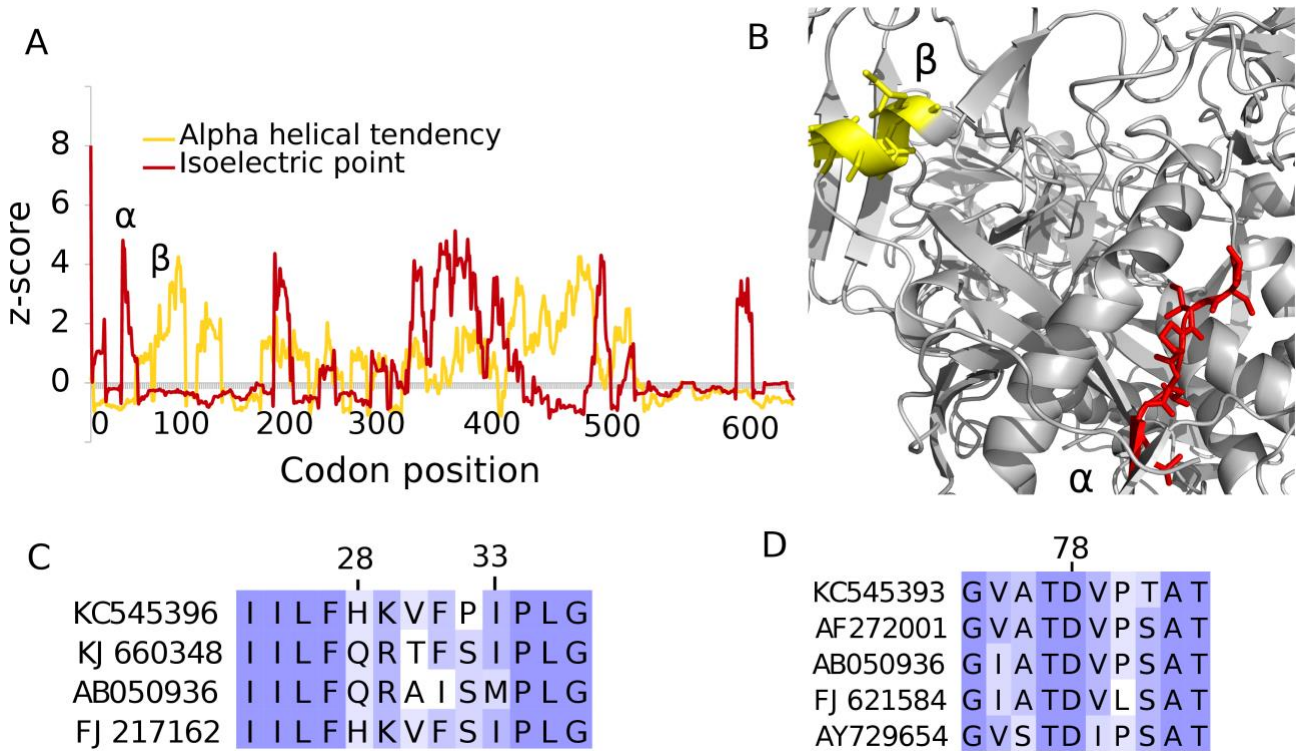 A
B
Alpha helical tendency
Isoelectric point
8
6
4
2
0
α
β
z-score
0 100 200 300 400 500 600
Codon position
β
α
C
28 33
KC545396 I I L F H K V F P I P L G
KJ 660348 I I L F Q R T F S I P L G
AB050936 I I L F Q R A I S M P L G
FJ 217162 I I L F H K V F S I P L G
D
78
KC545393 G V A T D V P T A T
AF272001 G V A T D V P S A T
AB050936 G I A T D V P S A T
FJ 621584 G I A T D V L S A T
AY729654 G V S T D I P S A T